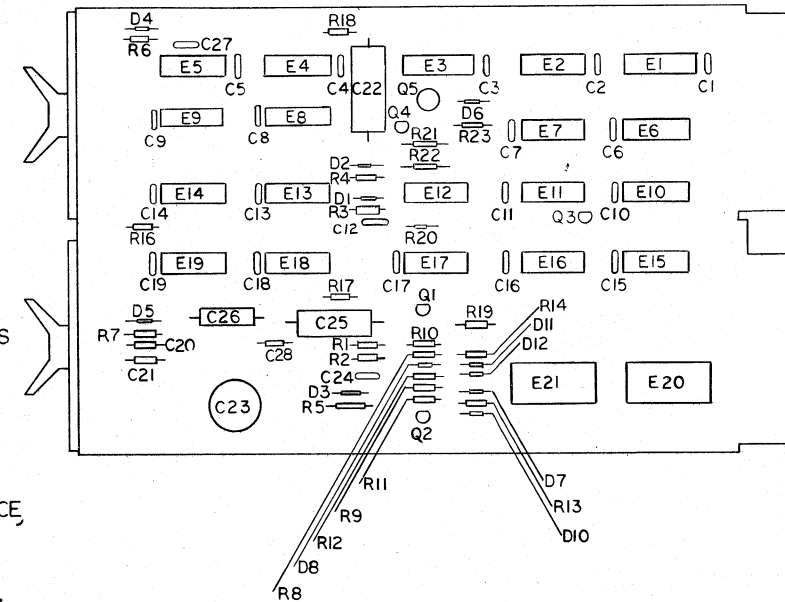 D4 R18
R6 C27
E5 E4 E3 E2 E1
C5 C4 C22 Q5 C3 C2 C1
Q4 D6
E9 E8 R23 E7 E6
C9 C8 R21 C7 C6
D2 R22
R4
E14 E13 D1 E12 E11 E10
C14 C13 R3 C11 Q3 C10
R16 C12 R20
E19 E18 E17 E16 E15
C19 C18 R17 C17 C16 C15
D5 C26 C25 Q1 R19 R14
S R7 C20 C28 R1 R10 D11
C21 R2 D12
C24 E21 E20
C23 D3
R5
Q2
R11 D7
CE, R9 R13
R12 D10
D8
R8